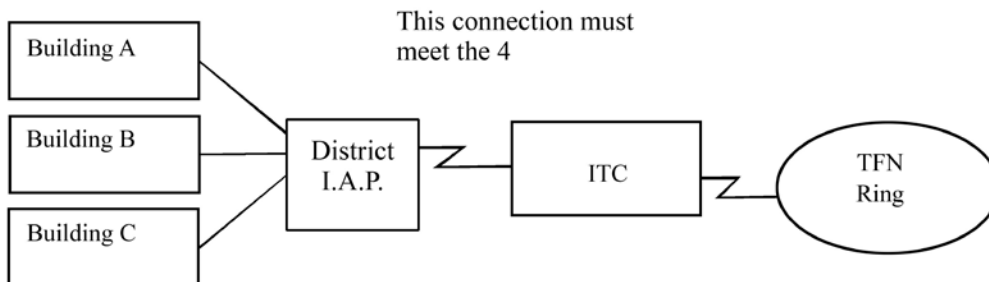 This connection must
meet the 4
Building A
Building B
Building C
District
I.A.P.
ITC
TFN
Ring